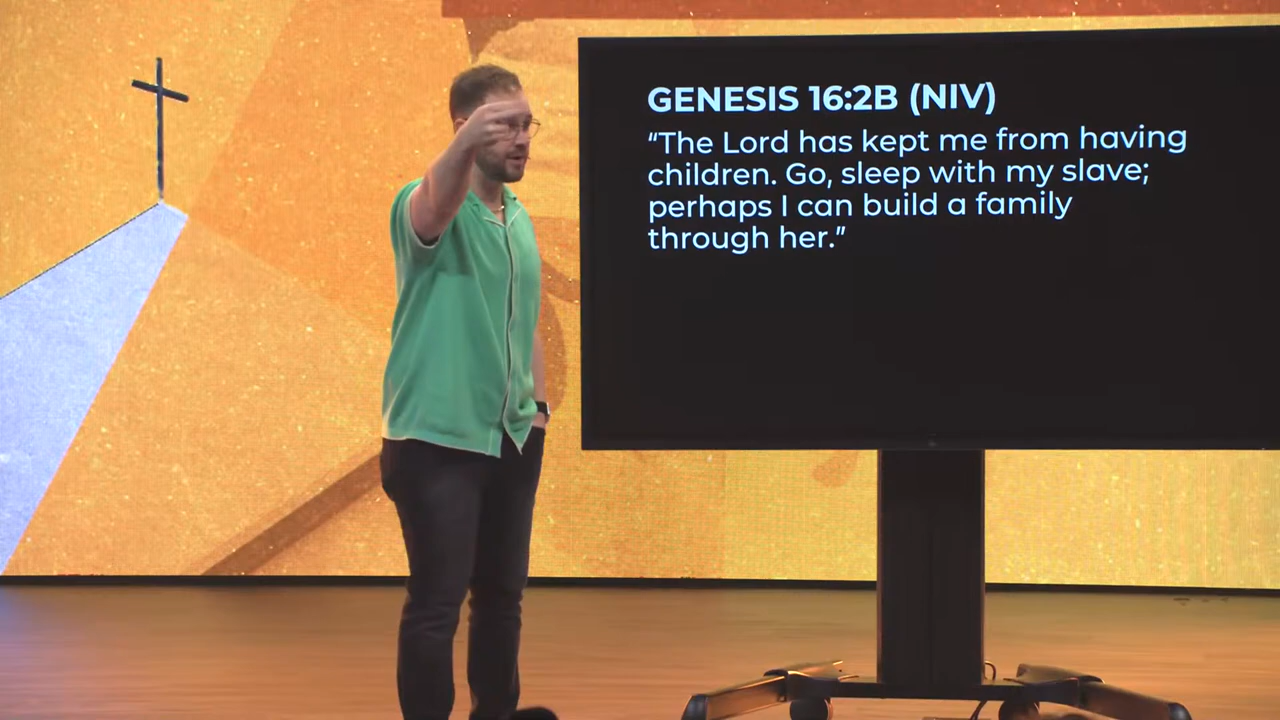 GENESIS 16:2B (NIV)
“The Lord has kept me from having
children. Go, sleep with my slave;
perhaps I can build a family
through her.”